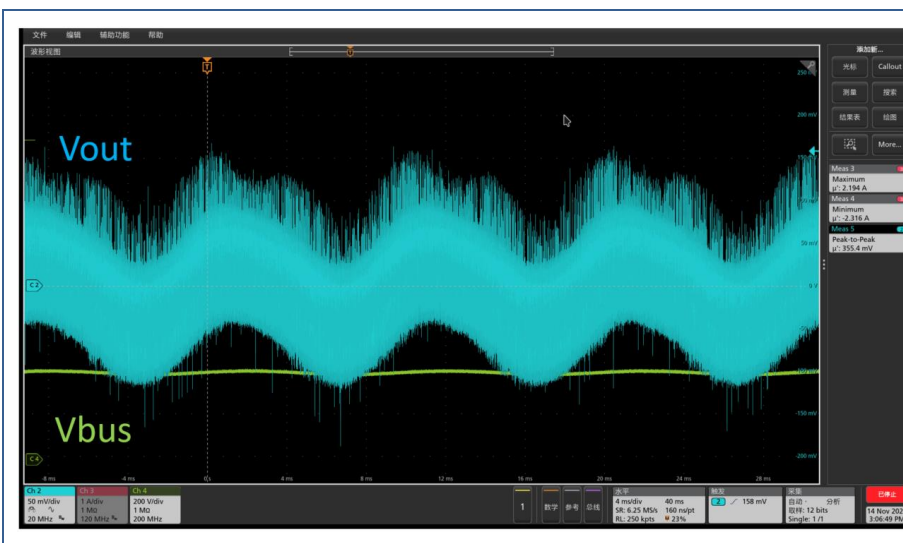 文件 编辑 辅助功能 帮助
波形视图
添加新...
光标 Callout
测量 搜索
结果表 绘图
More...
T
T
250 mV
200 mV
50 mV
0 V
-150 mV
-200 mV
Vout
Vbus
C 2
C 4
Meas 3
Maximum
µ': 2.194 A
Meas 4
Minimum
µ': -2.316 A
Meas 5
Peak-to-Peak
µ': 355.4 mV
-8 ms -4 ms 0 s 4 ms 8 ms 12 ms 16 ms 20 ms 24 ms 28 ms
Ch 2
50 mV/div
20 MHz
Ch 3
1 A/div
1 MΩ
120 MHz
Ch 4
200 V/div
1 MΩ
200 MHz
1 数学 参考 总线
水平
4 ms/div 40 ms
SR: 6.25 MS/s 160 ns/pt
RL: 250 kpts 23%
触发
2 158 mV
采集
自动, 分析
取样: 12 bits
Single: 1 /1
已停止
14 Nov 202
3:06:49 PM